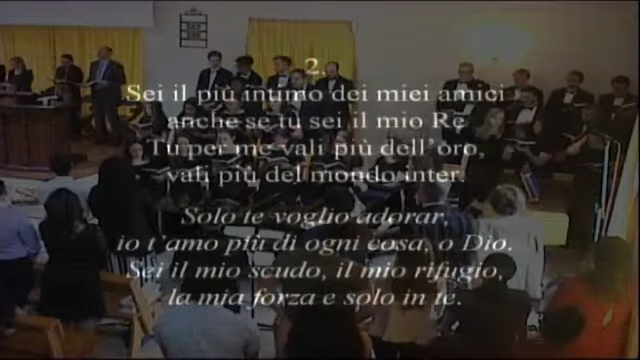 2.
Sei il più intimo dei miei amici
anche se tu sei il mio Re
Tu per me vali più dell'oro,
vali più del mondo inter.
Solo te voglio adorar,
io t'amo più di ogni cosa, o Dio.
Sei il mio scudo, il mio rifugio,
la mia forza e solo in te.